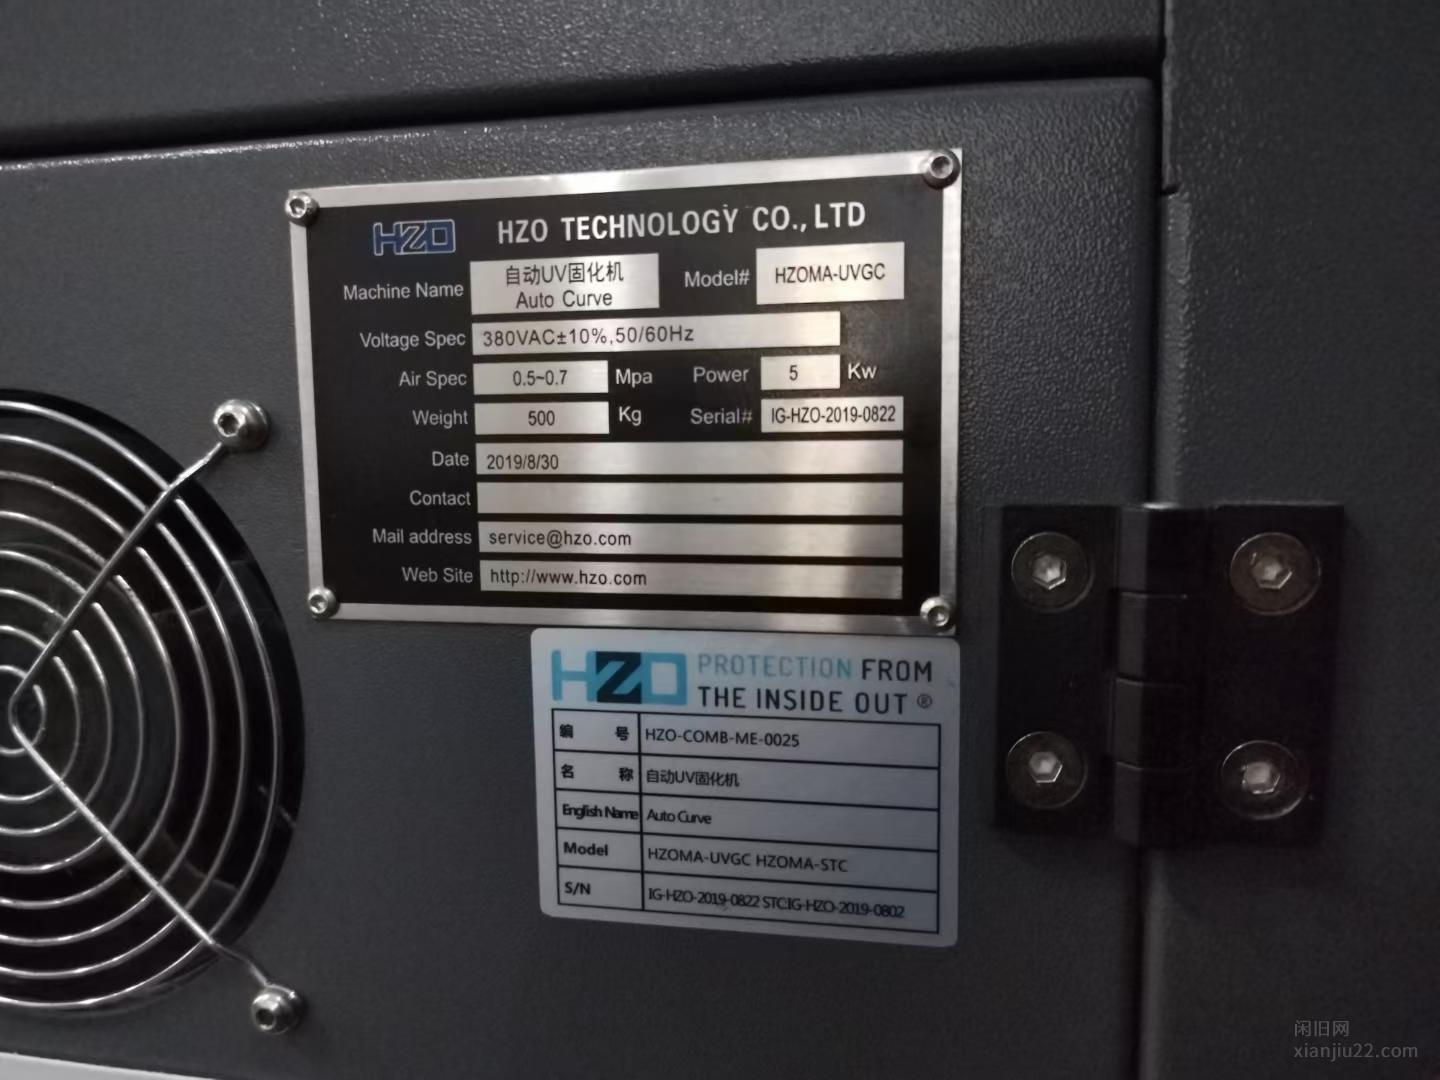 HZO HZO TECHNOLOGY CO., LTD
Machine Name 自动UV固化机 Auto Curve Model# HZOMA-UVGC
Voltage Spec 380VAC±10%,50/60Hz
Air Spec 0.5~0.7 Mpa Power 5 Kw
Weight 500 Kg Serial# IG-HZO-2019-0822
Date 2019/8/30
Contact
Mail address service@hzo.com
Web Site http://www.hzo.com
HZO PROTECTION FROM
THE INSIDE OUT ®
编 号 HZO-COMB-ME-0025
名 称 自动UV固化机
English Name Auto Curve
Model HZOMA-UVGC HZOMA-STC
S/N IG-HZO-2019-0822 STC:IG-HZO-2019-0802
闲旧网
xianjiu22.com